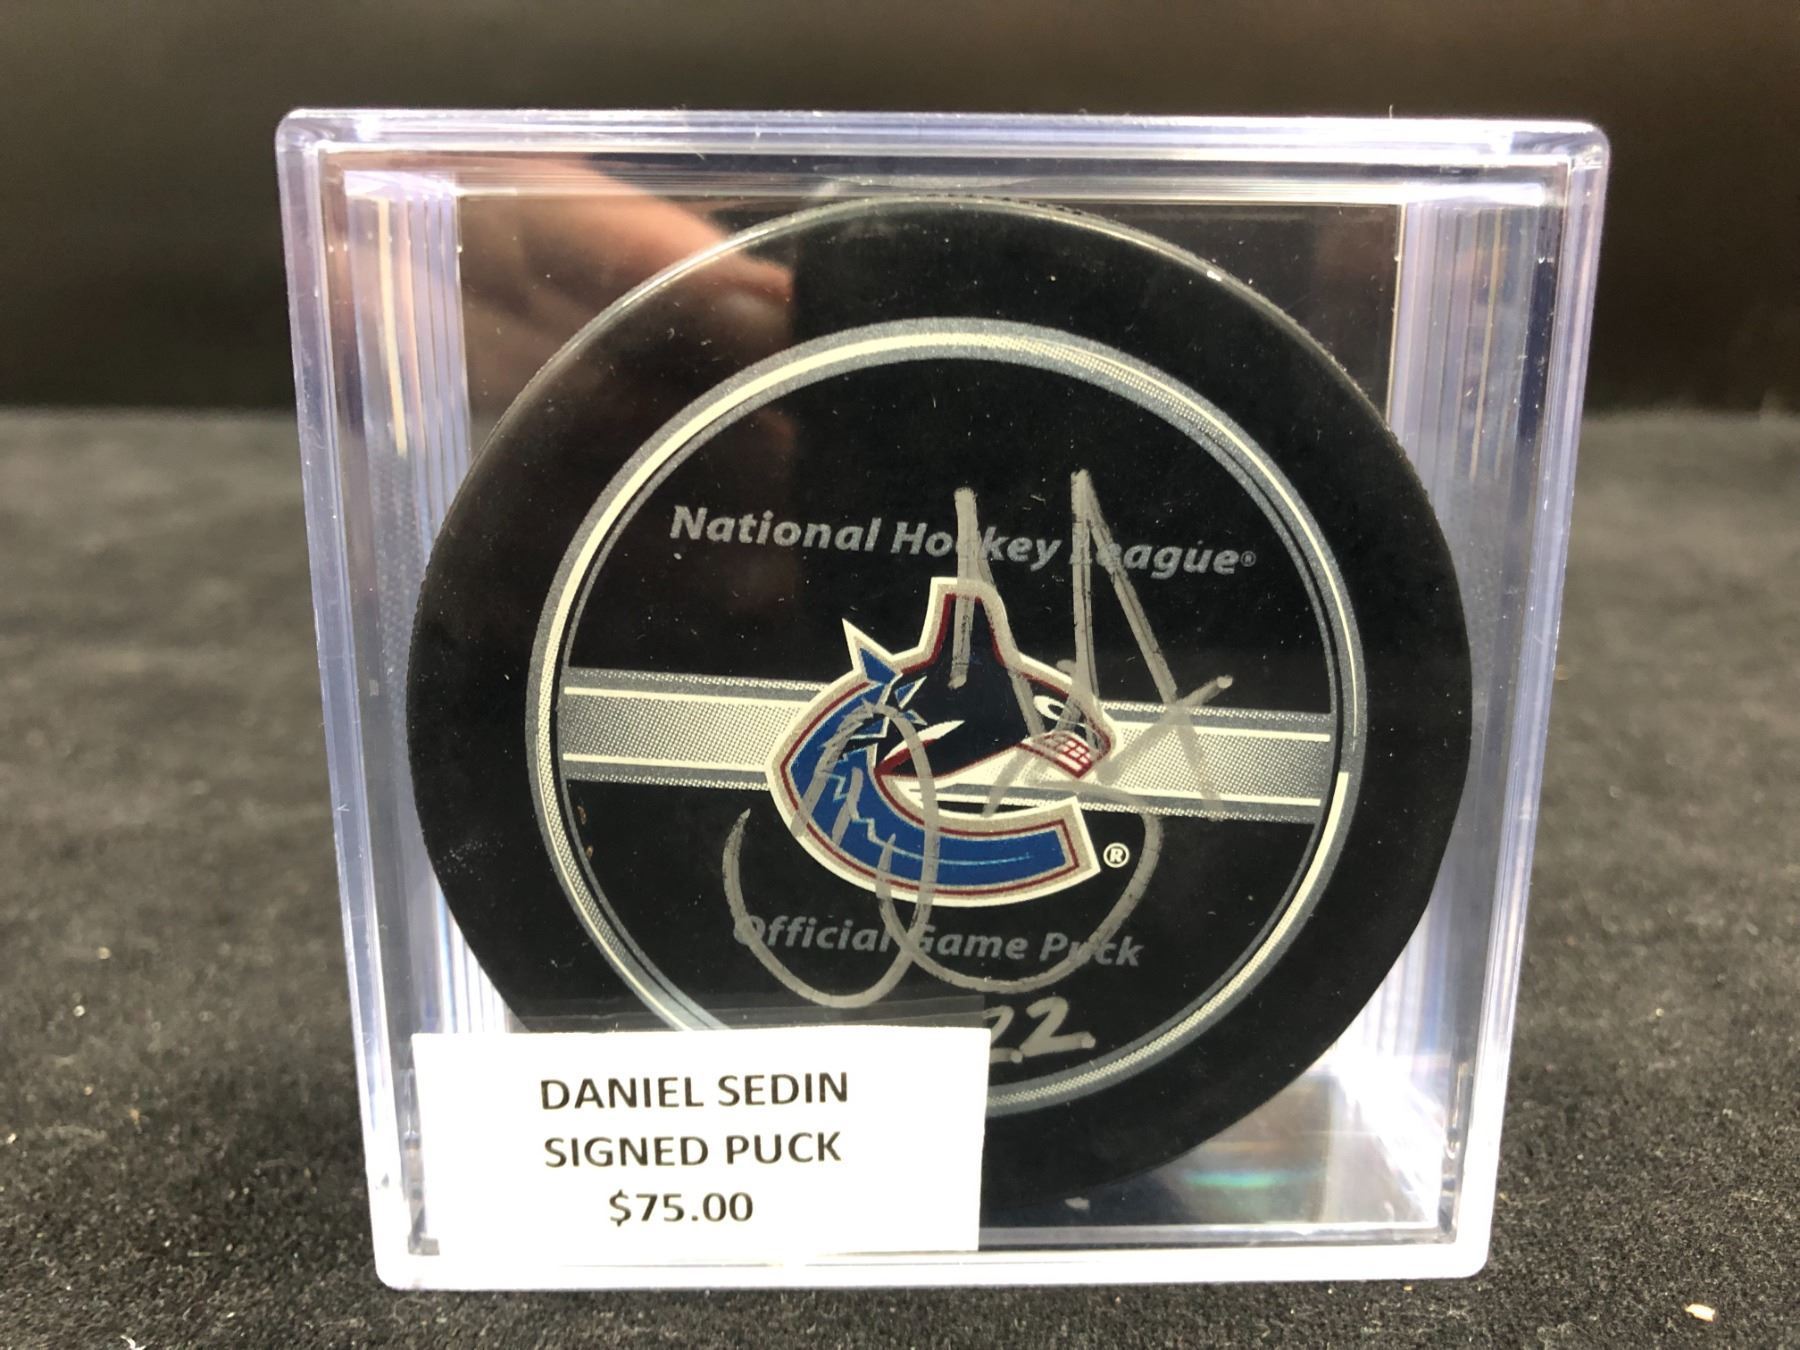 National Hockey League®
®
Official Game Puck
22
DANIEL SEDIN
SIGNED PUCK
$75.00